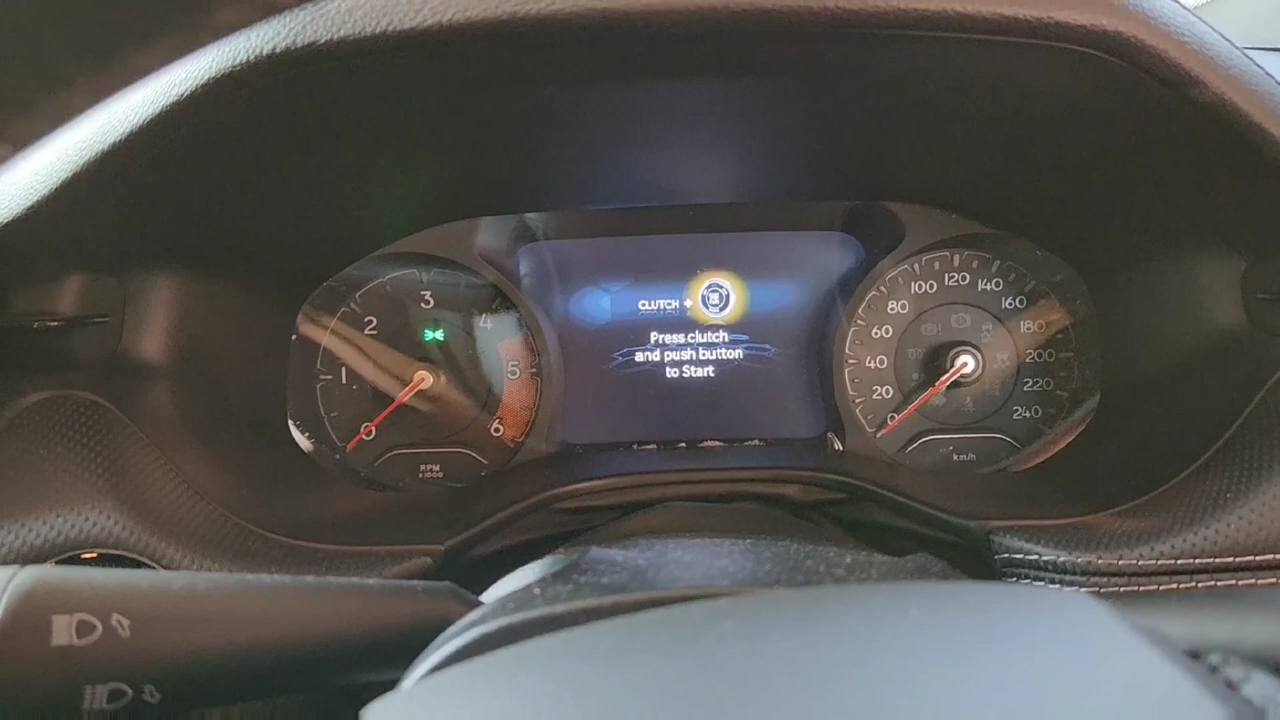 CLUTCH +
Press clutch
and push button
to Start
0
1
2
3
4
5
6
RPM
x1000
0
20
40
60
80
100
120
140
160
180
200
220
240
km/h